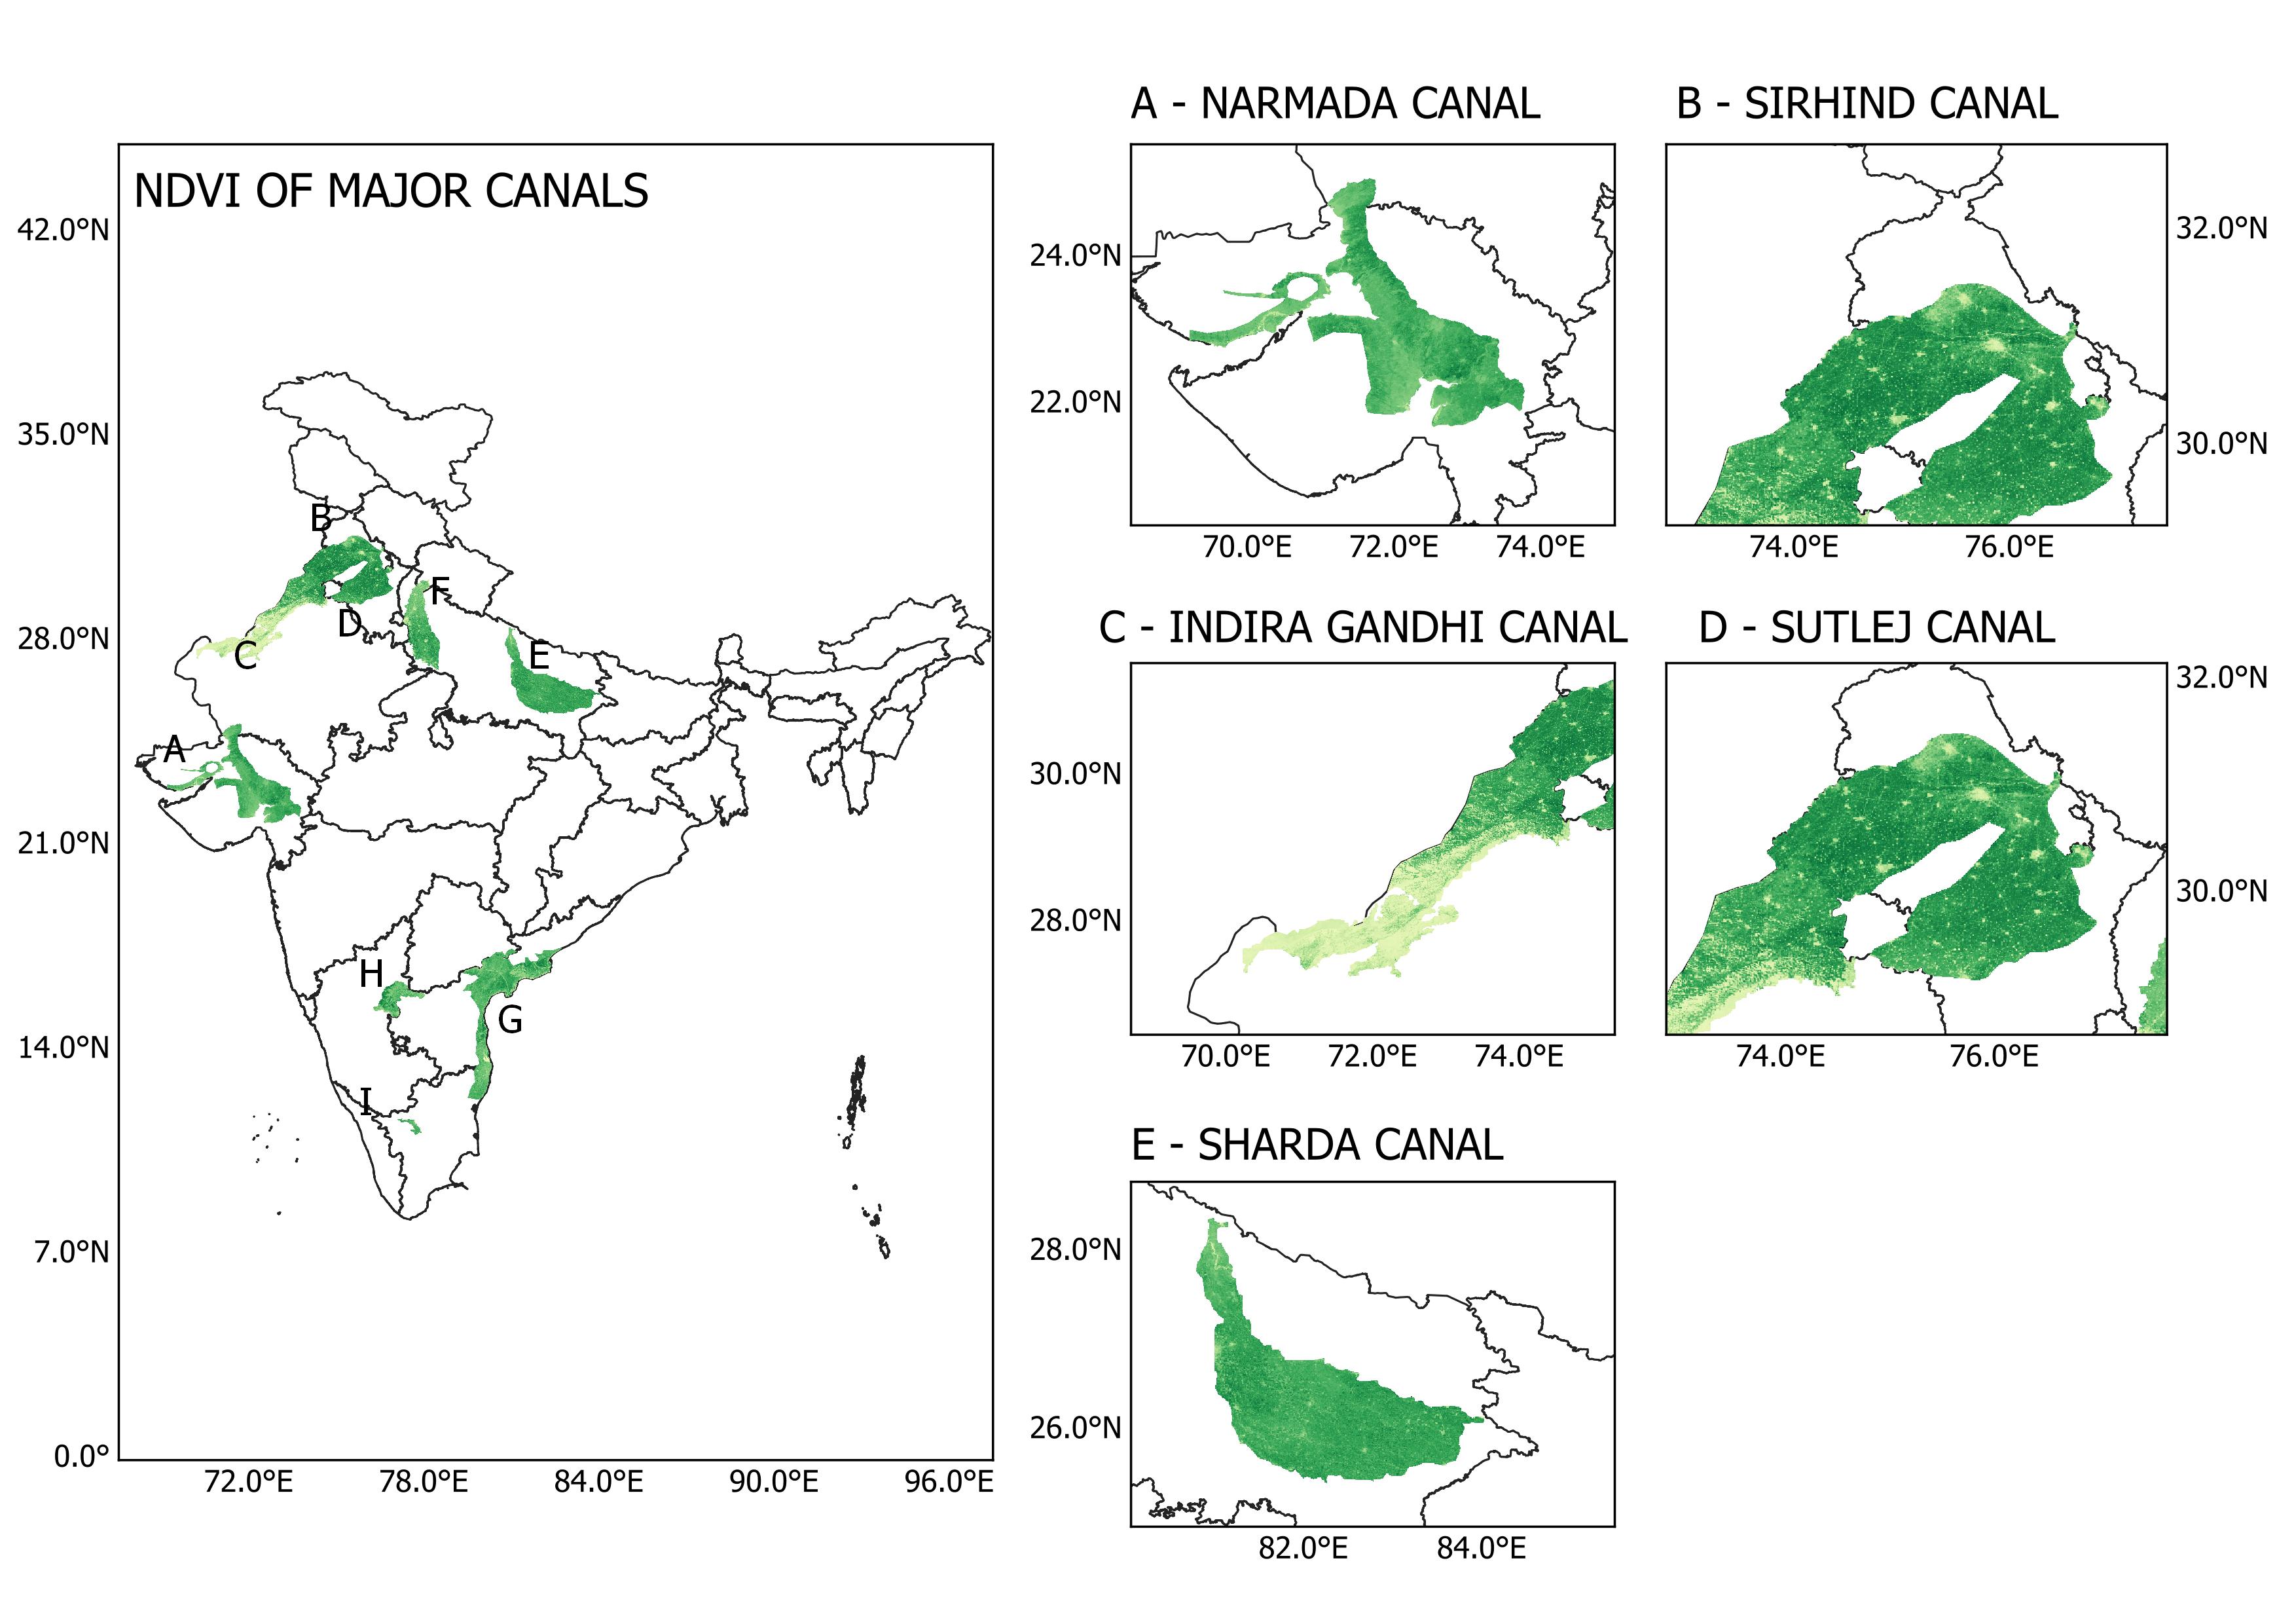 NDVI OF MAJOR CANALS
42.0°N
35.0°N
28.0°N
21.0°N
14.0°N
7.0°N
0.0°
72.0°E 78.0°E 84.0°E 90.0°E 96.0°E
B
F
D
E
C
A
H
G
I
A - NARMADA CANAL
24.0°N
22.0°N
70.0°E 72.0°E 74.0°E
B - SIRHIND CANAL
32.0°N
30.0°N
74.0°E 76.0°E
C - INDIRA GANDHI CANAL
30.0°N
28.0°N
70.0°E 72.0°E 74.0°E
D - SUTLEJ CANAL
32.0°N
30.0°N
74.0°E 76.0°E
E - SHARDA CANAL
28.0°N
26.0°N
82.0°E 84.0°E